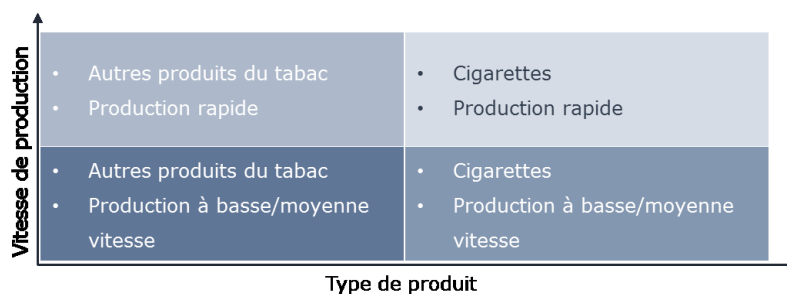 Vitesse de production
• Autres produits du tabac
• Production rapide
• Cigarettes
• Production rapide
• Autres produits du tabac
• Production à basse/moyenne
vitesse
• Cigarettes
• Production à basse/moyenne
vitesse
Type de produit